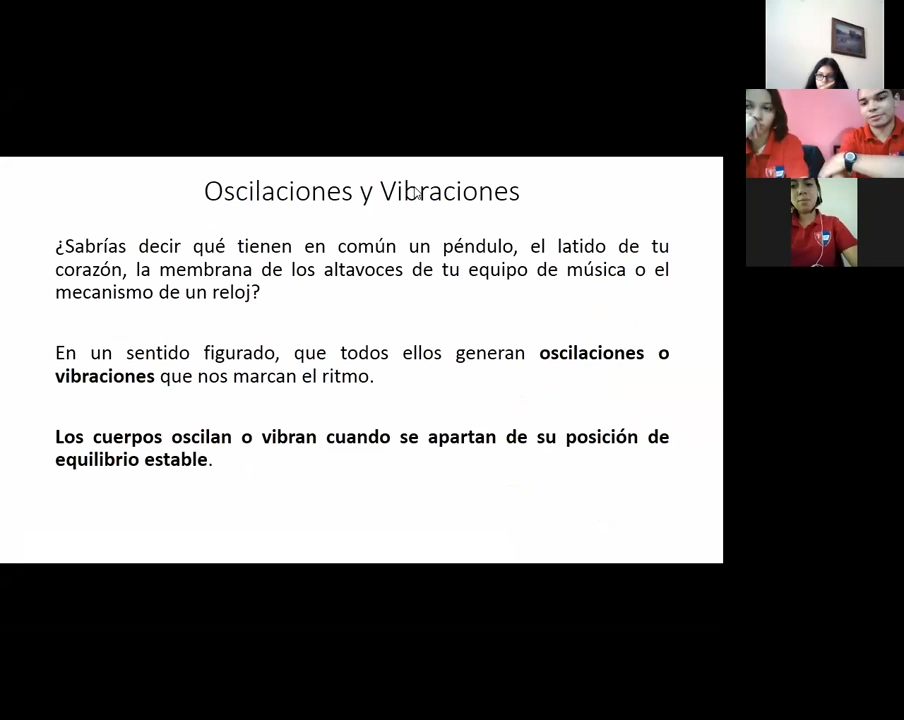 Oscilaciones y Vibraciones
¿Sabrías decir qué tienen en común un péndulo, el latido de tu
corazón, la membrana de los altavoces de tu equipo de música o el
mecanismo de un reloj?
En un sentido figurado, que todos ellos generan oscilaciones o
vibraciones que nos marcan el ritmo.
Los cuerpos oscilan o vibran cuando se apartan de su posición de
equilibrio estable.